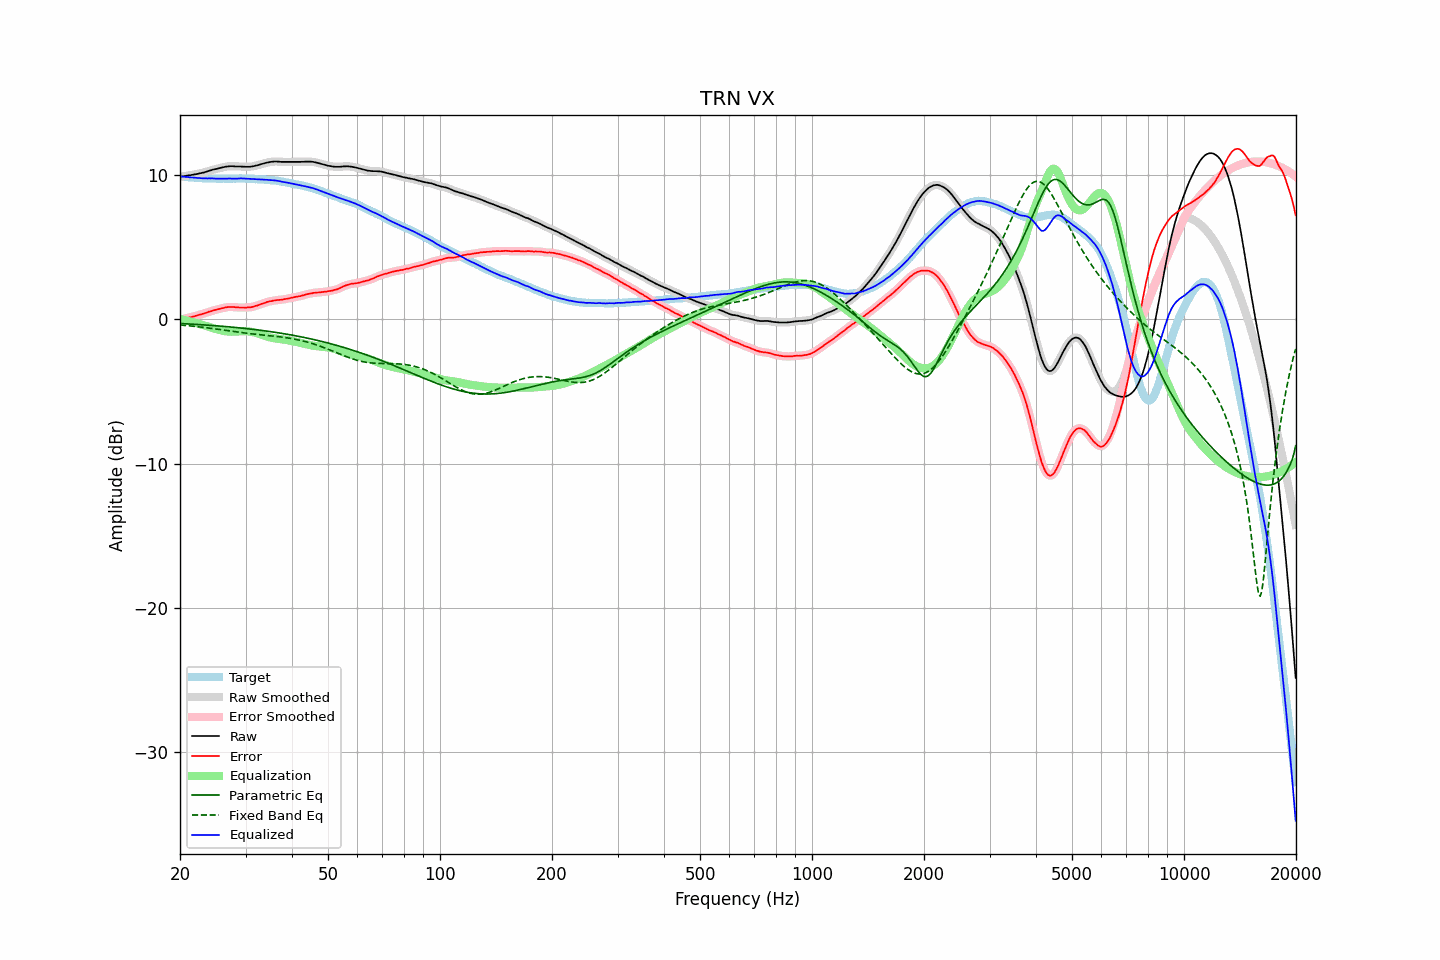 TRN VX
10
0
−10
−20
−30
Amplitude (dBr)
Target
Raw Smoothed
Error Smoothed
Raw
Error
Equalization
Parametric Eq
Fixed Band Eq
Equalized
20 50 100 200 500 1000 2000 5000 10000 20000
Frequency (Hz)